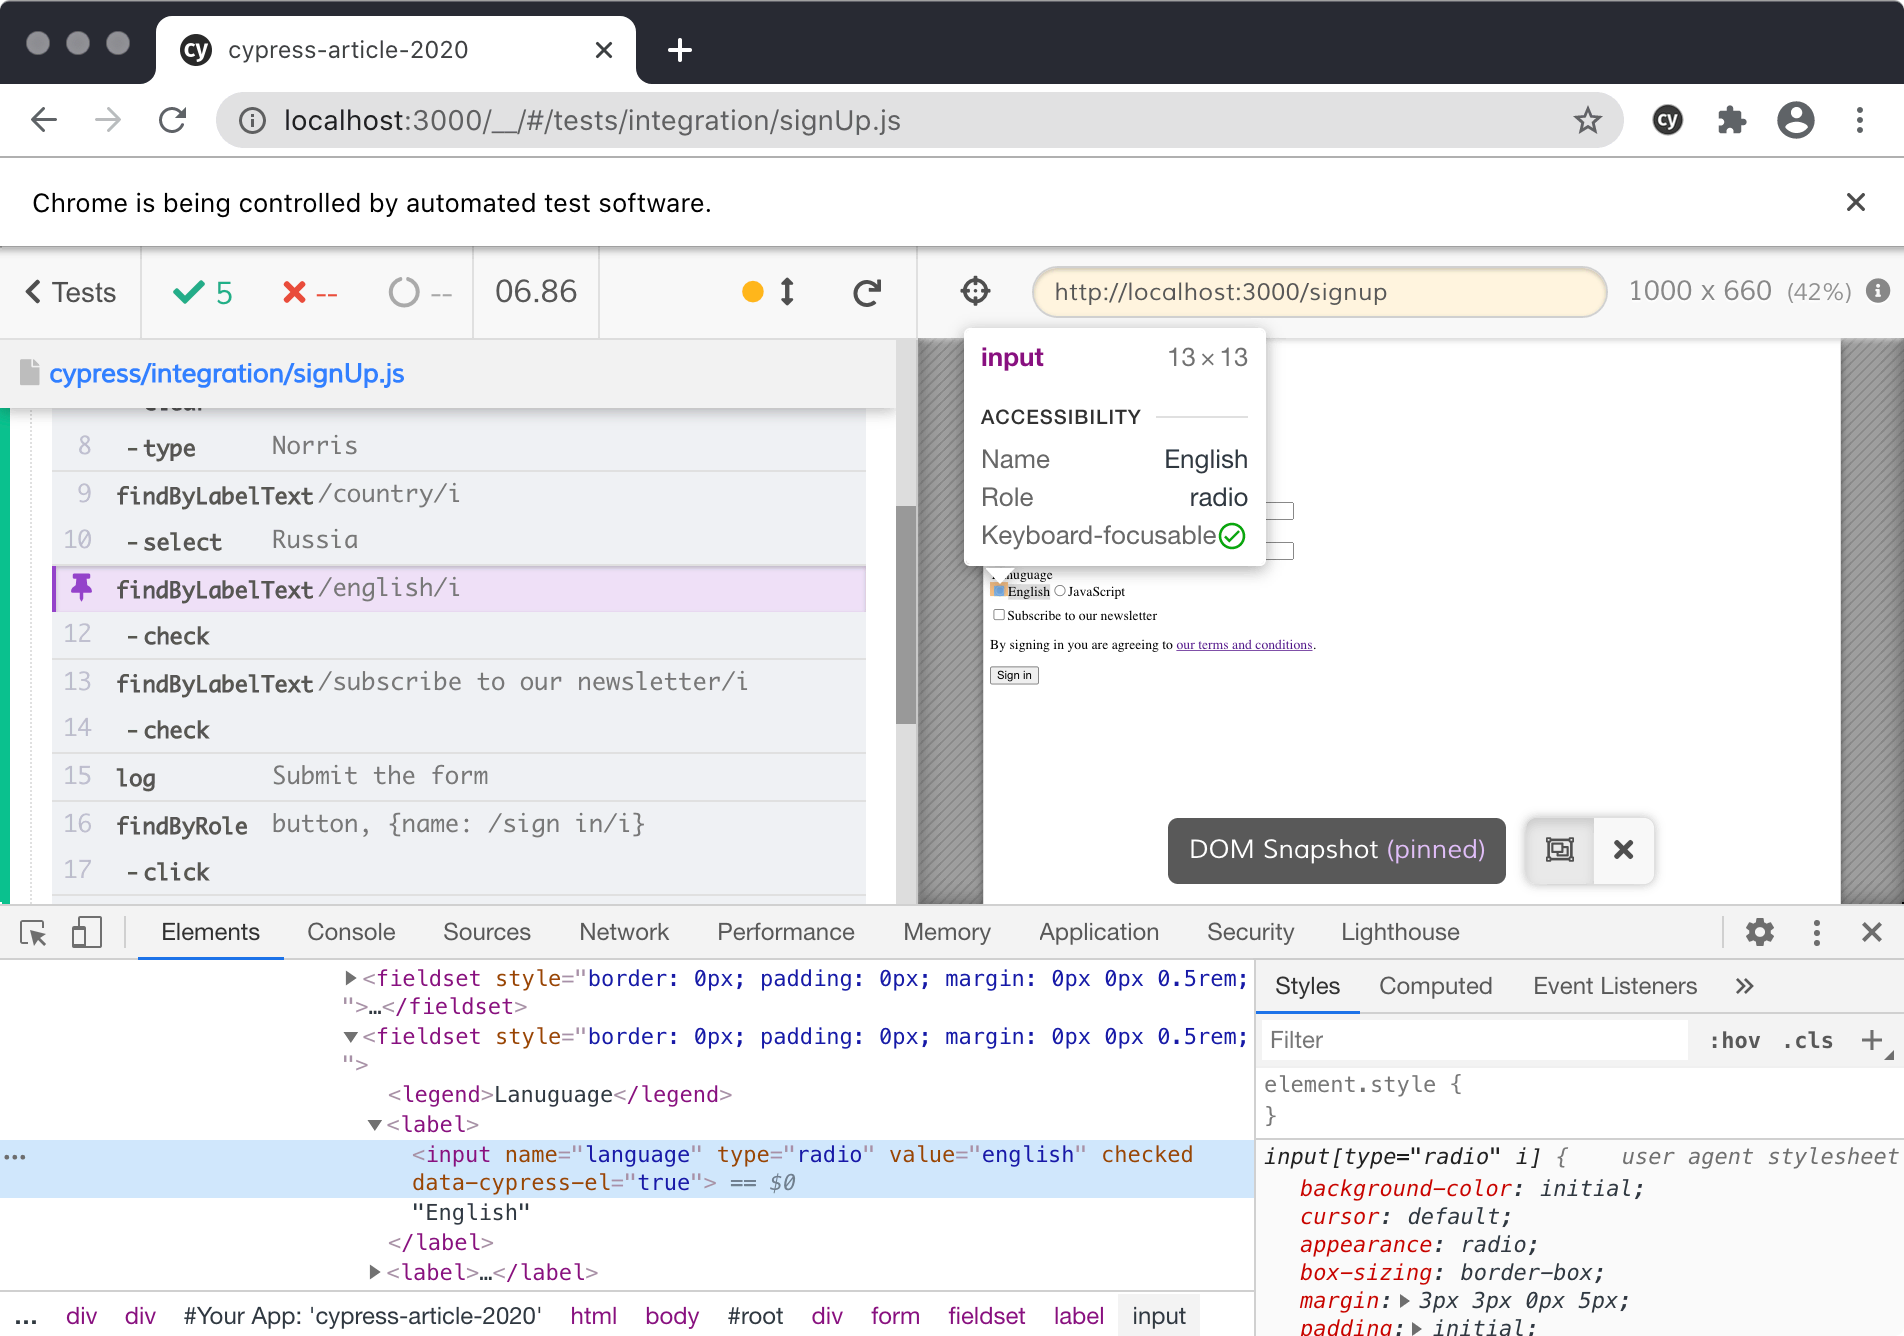 cy cypress-article-2020
localhost:3000/__/#/tests/integration/signUp.js cy
Chrome is being controlled by automated test software.
Tests 5 -- -- 06.86 http://localhost:3000/signup 1000 x 660 (42%)
cypress/integration/signUp.js
8 -type Norris
9 findByLabelText /country/i
10 -select Russia
findByLabelText /english/i
12 -check
13 findByLabelText /subscribe to our newsletter/i
14 -check
15 log Submit the form
16 findByRole button, {name: /sign in/i}
17 -click
input 13×13
ACCESSIBILITY
Name English
Role radio
Keyboard-focusable
English JavaScript
Subscribe to our newsletter
By signing in you are agreeing to our terms and conditions.
Sign in
DOM Snapshot (pinned)
Elements Console Sources Network Performance Memory Application Security Lighthouse
<fieldset style="border: 0px; padding: 0px; margin: 0px 0px 0.5rem;
">…</fieldset>
<fieldset style="border: 0px; padding: 0px; margin: 0px 0px 0.5rem;
">
<legend>Lanuguage</legend>
<label>
<input name="language" type="radio" value="english" checked
data-cypress-el="true"> == $0
"English"
</label>
<label>…</label>
... div div #Your App: 'cypress-article-2020' html body #root div form fieldset label input
Styles Computed Event Listeners »
Filter :hov .cls +
element.style {
}
input[type="radio" i] { user agent stylesheet
background-color: initial;
cursor: default;
appearance: radio;
box-sizing: border-box;
margin: 3px 3px 0px 5px;
padding: initial;